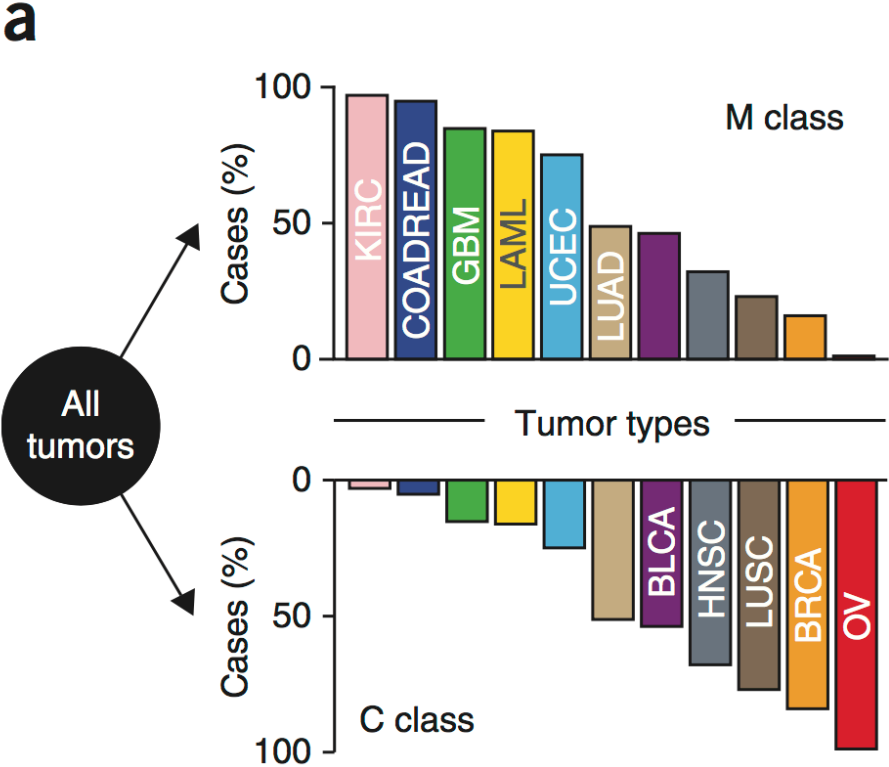 a
100
50
0
Cases (%)
M class
KIRC
COADREAD
GBM
LAML
UCEC
LUAD
All
tumors
Tumor types
0
50
100
Cases (%)
C class
BLCA
HNSC
LUSC
BRCA
OV